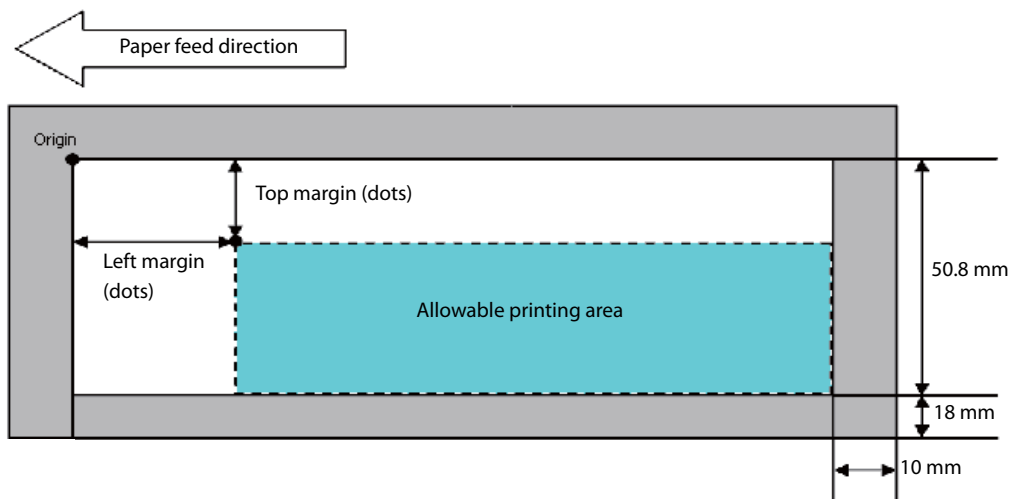 Paper feed direction
Origin
Top margin (dots)
Left margin
(dots)
50.8 mm
Allowable printing area
18 mm
10 mm